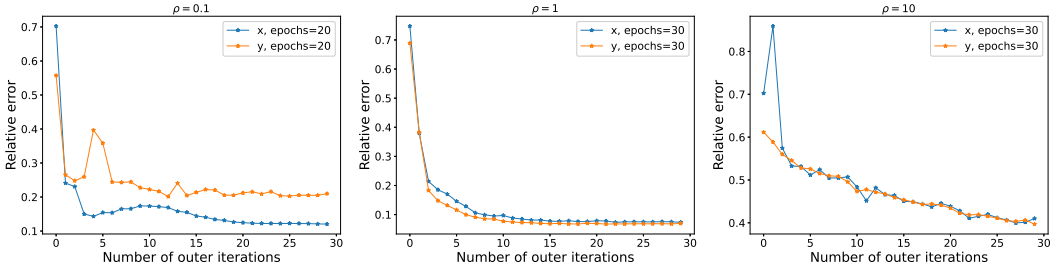 ρ = 0.1
Relative error
0.7
0.6
0.5
0.4
0.3
0.2
0.1
x, epochs=20
y, epochs=20
0 5 10 15 20 25 30
Number of outer iterations
ρ = 1
Relative error
0.7
0.6
0.5
0.4
0.3
0.2
0.1
x, epochs=30
y, epochs=30
0 5 10 15 20 25 30
Number of outer iterations
ρ = 10
Relative error
0.8
0.7
0.6
0.5
0.4
x, epochs=30
y, epochs=30
0 5 10 15 20 25 30
Number of outer iterations